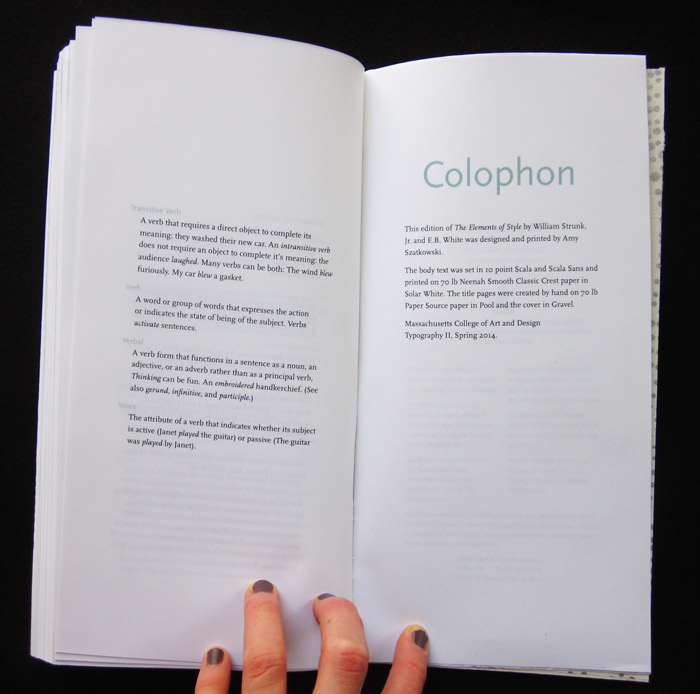 Transitive Verb
A verb that requires a direct object to complete its
meaning: they washed their new car. An intransitive verb
does not require an object to complete it's meaning: the
audience laughed. Many verbs can be both: The wind blew
furiously. My car blew a gasket.
Verb
A word or group of words that expresses the action
or indicates the state of being of the subject. Verbs
activate sentences.
Verbal
A verb form that functions in a sentence as a noun, an
adjective, or an adverb rather than as a principal verb,
Thinking can be fun. An embroidered handkerchief. (See
also gerund, infinitive, and participle.)
Voice
The attribute of a verb that indicates whether its subject
is active (Janet played the guitar) or passive (The guitar
was played by Janet).
Colophon
This edition of The Elements of Style by William Strunk,
Jr. and E.B. White was designed and printed by Amy
Szatkowski.
The body text was set in 10 point Scala and Scala Sans and
printed on 70 lb Neenah Smooth Classic Crest paper in
Solar White. The title pages were created by hand on 70 lb
Paper Source paper in Pool and the cover in Gravel.
Massachusetts College of Art and Design
Typography II, Spring 2014.